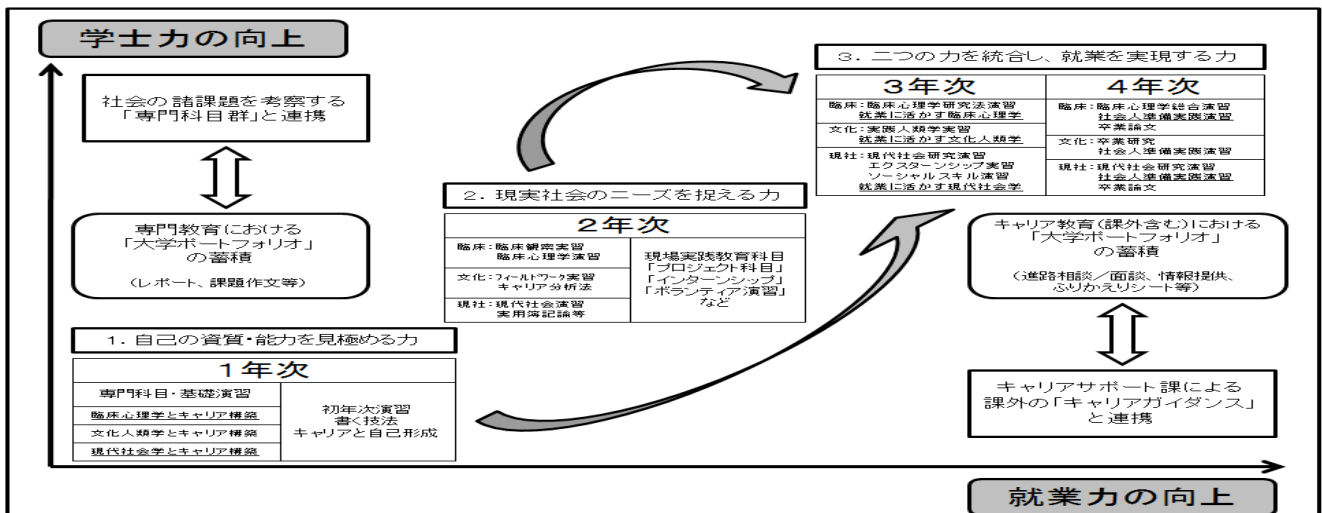 学士力の向上
社会の諸課題を考察する
「専門科目群」と連携
専門教育における
「大学ポートフォリオ」
の蓄積
(レポート、課題作文等)
1. 自己の資質・能力を見極める力
1年次
専門科目・基礎演習
臨床心理学とキャリア構築
文化人類学とキャリア構築
現代社会学とキャリア構築
初年次演習
書く技法
キャリアと自己形成
2. 現実社会のニーズを捉える力
2年次
臨床：臨床観察実習
臨床心理学演習
文化：フィールドワーク実習
キャリア分析法
現社：現代社会演習
実用簿記論等
現場実践教育科目
「プロジェクト科目」
「インターンシップ」
「ボランティア演習」
など
3. 二つの力を統合し、就業を実現する力
3年次
臨床：臨床心理学研究法演習
就業に活かす臨床心理学
文化：実践人類学実習
就業に活かす文化人類学
現社：現代社会研究演習
エクスターンシップ実習
ソーシャルスキル演習
就業に活かす現代社会学
4年次
臨床：臨床心理学総合演習
社会人準備実践演習
卒業論文
文化：卒業研究
社会人準備実践演習
現社：現代社会研究演習
社会人準備実践演習
卒業論文
キャリア教育(課外含む)における
「大学ポートフォリオ」
の蓄積
(進路相談／面談、情報提供、
ふりかえりシート等)
キャリアサポート課による
課外の「キャリアガイダンス」
と連携
就業力の向上